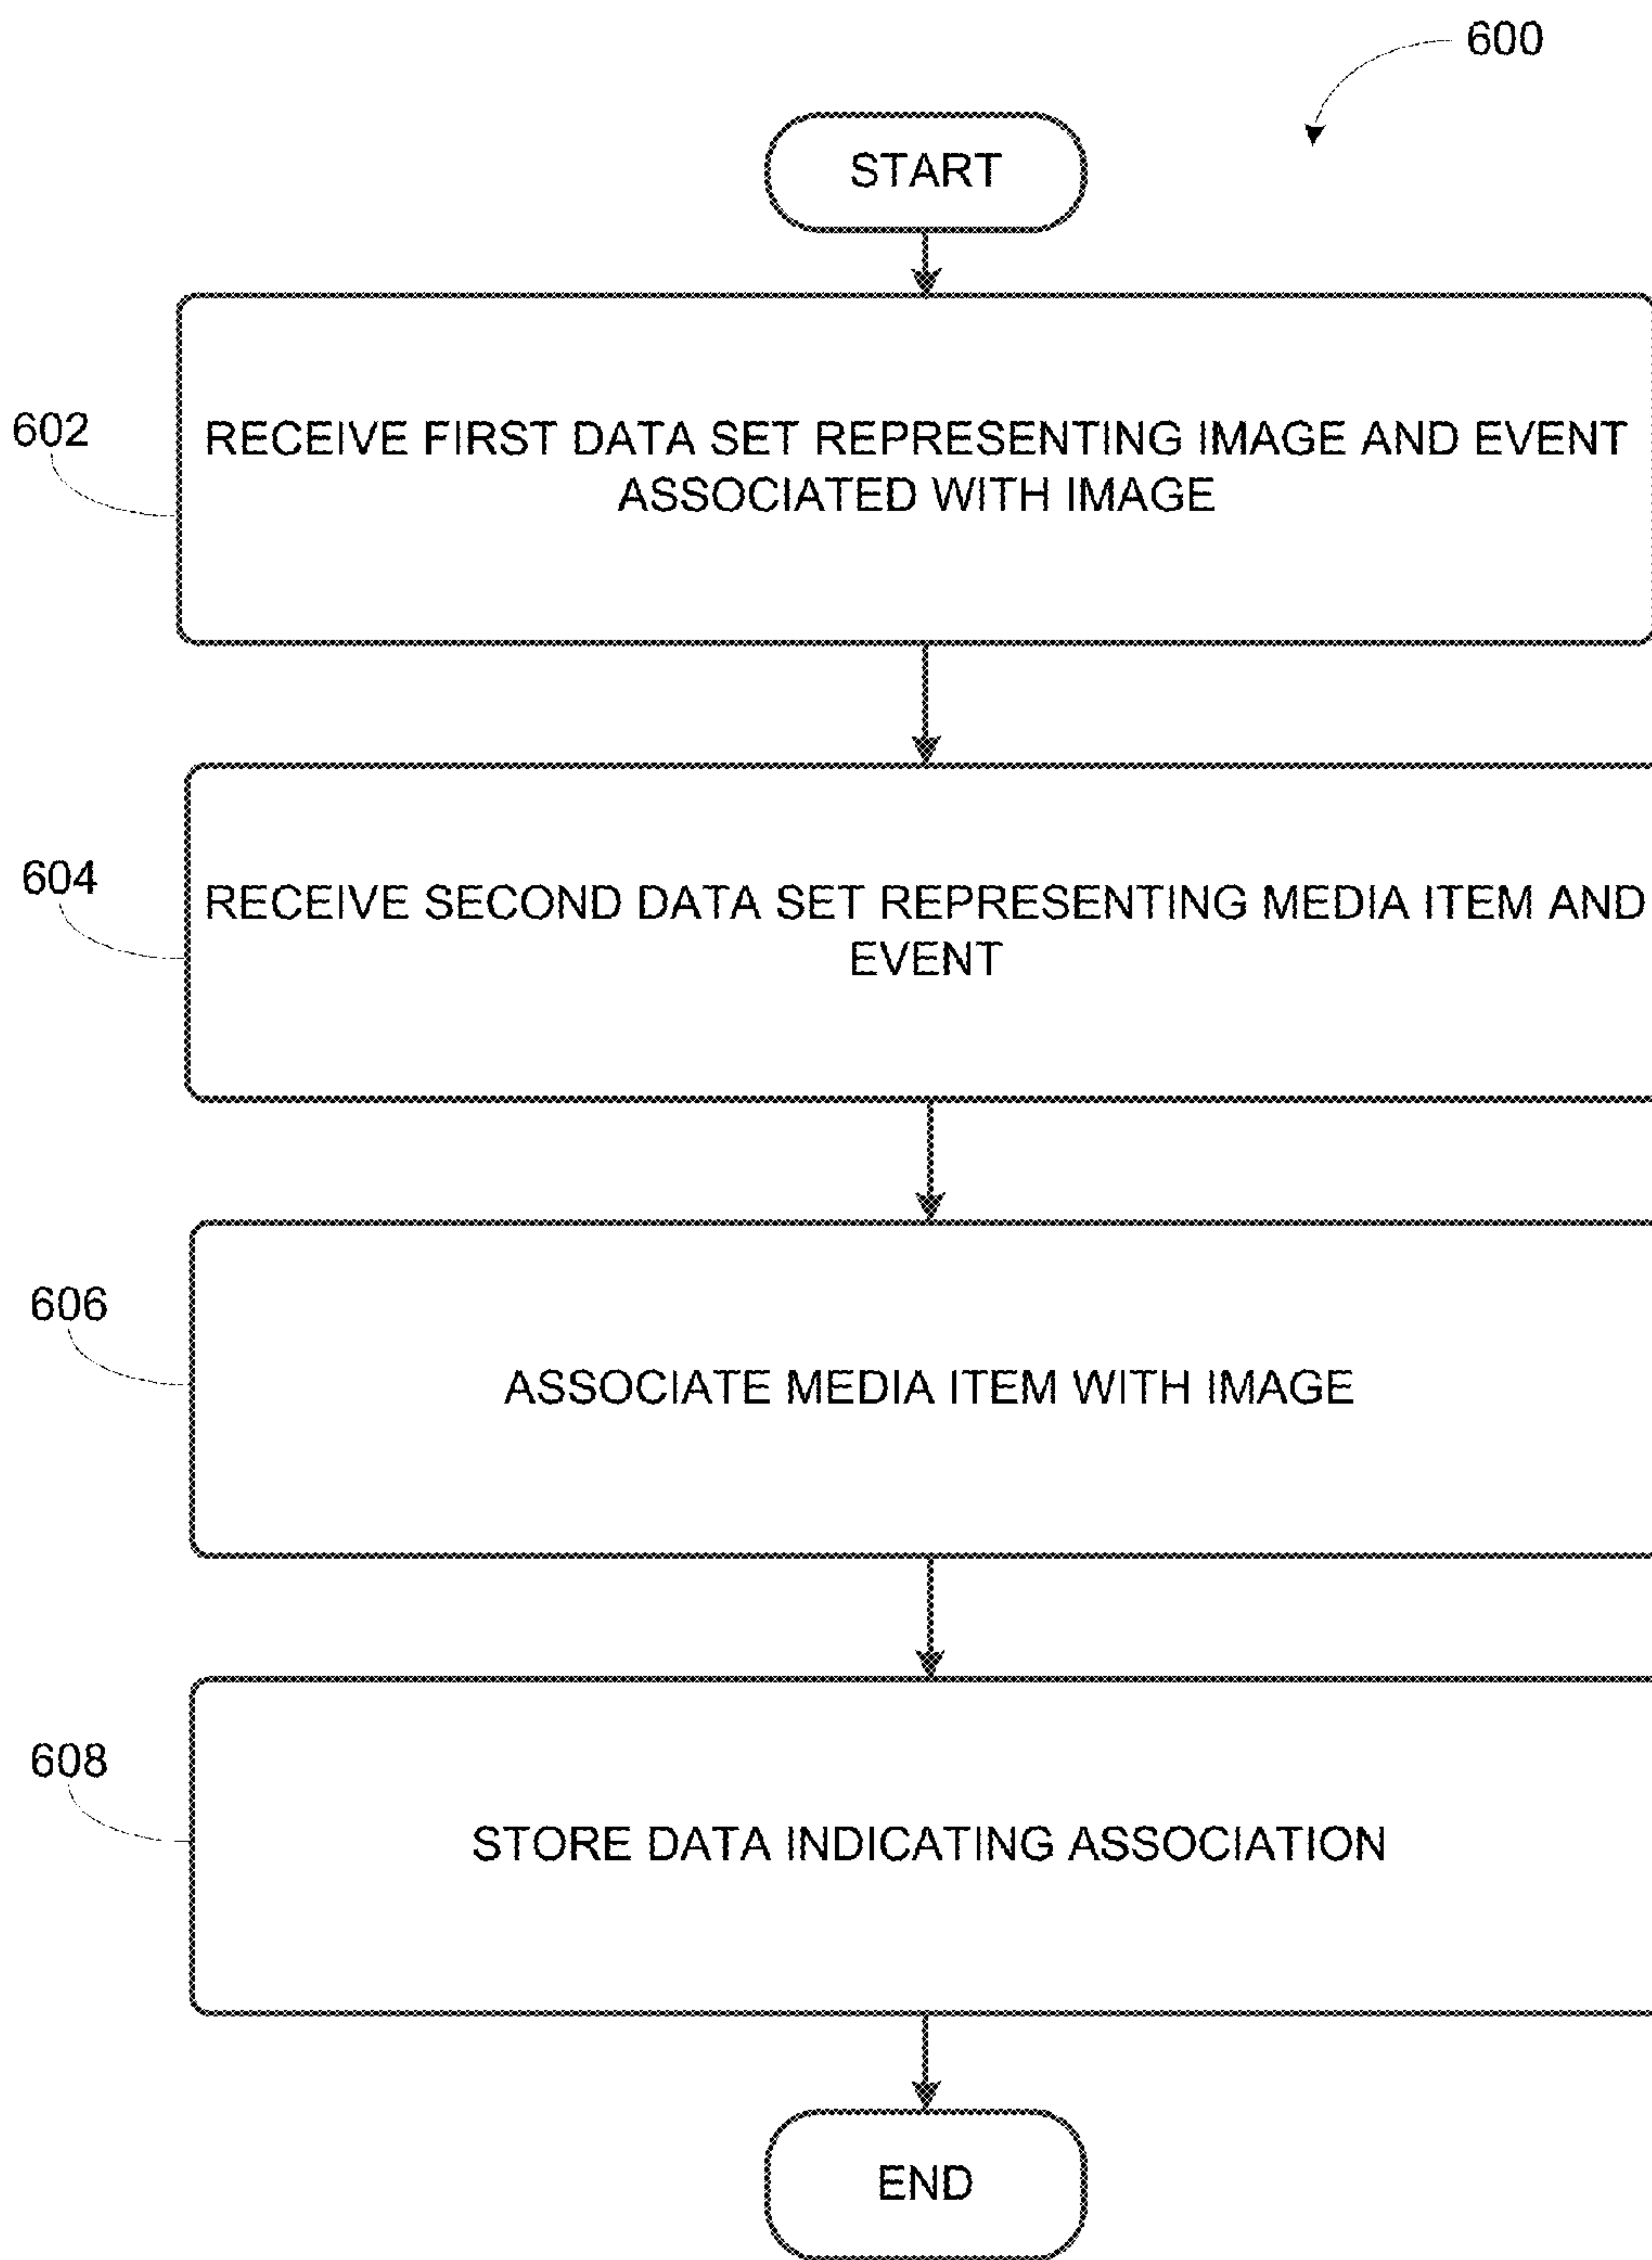 600
START
602
RECEIVE FIRST DATA SET REPRESENTING IMAGE AND EVENT
ASSOCIATED WITH IMAGE
604
RECEIVE SECOND DATA SET REPRESENTING MEDIA ITEM AND
EVENT
606
ASSOCIATE MEDIA ITEM WITH IMAGE
608
STORE DATA INDICATING ASSOCIATION
END